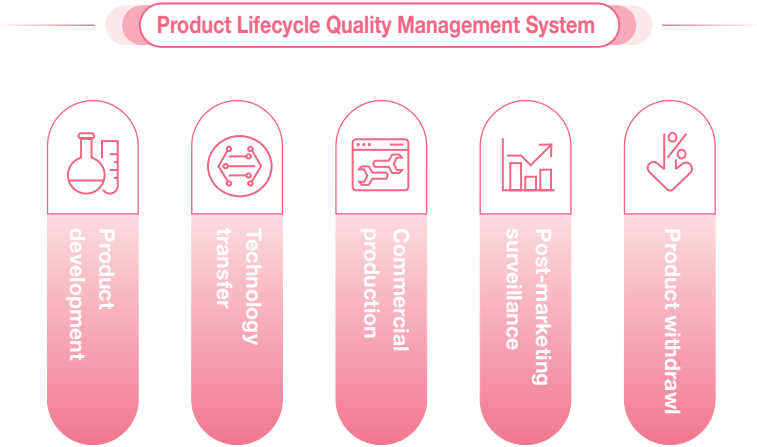 Product Lifecycle Quality Management System
Product
development
Technology
transfer
Commercial
production
Post-marketing
surveillance
Product withdrawl